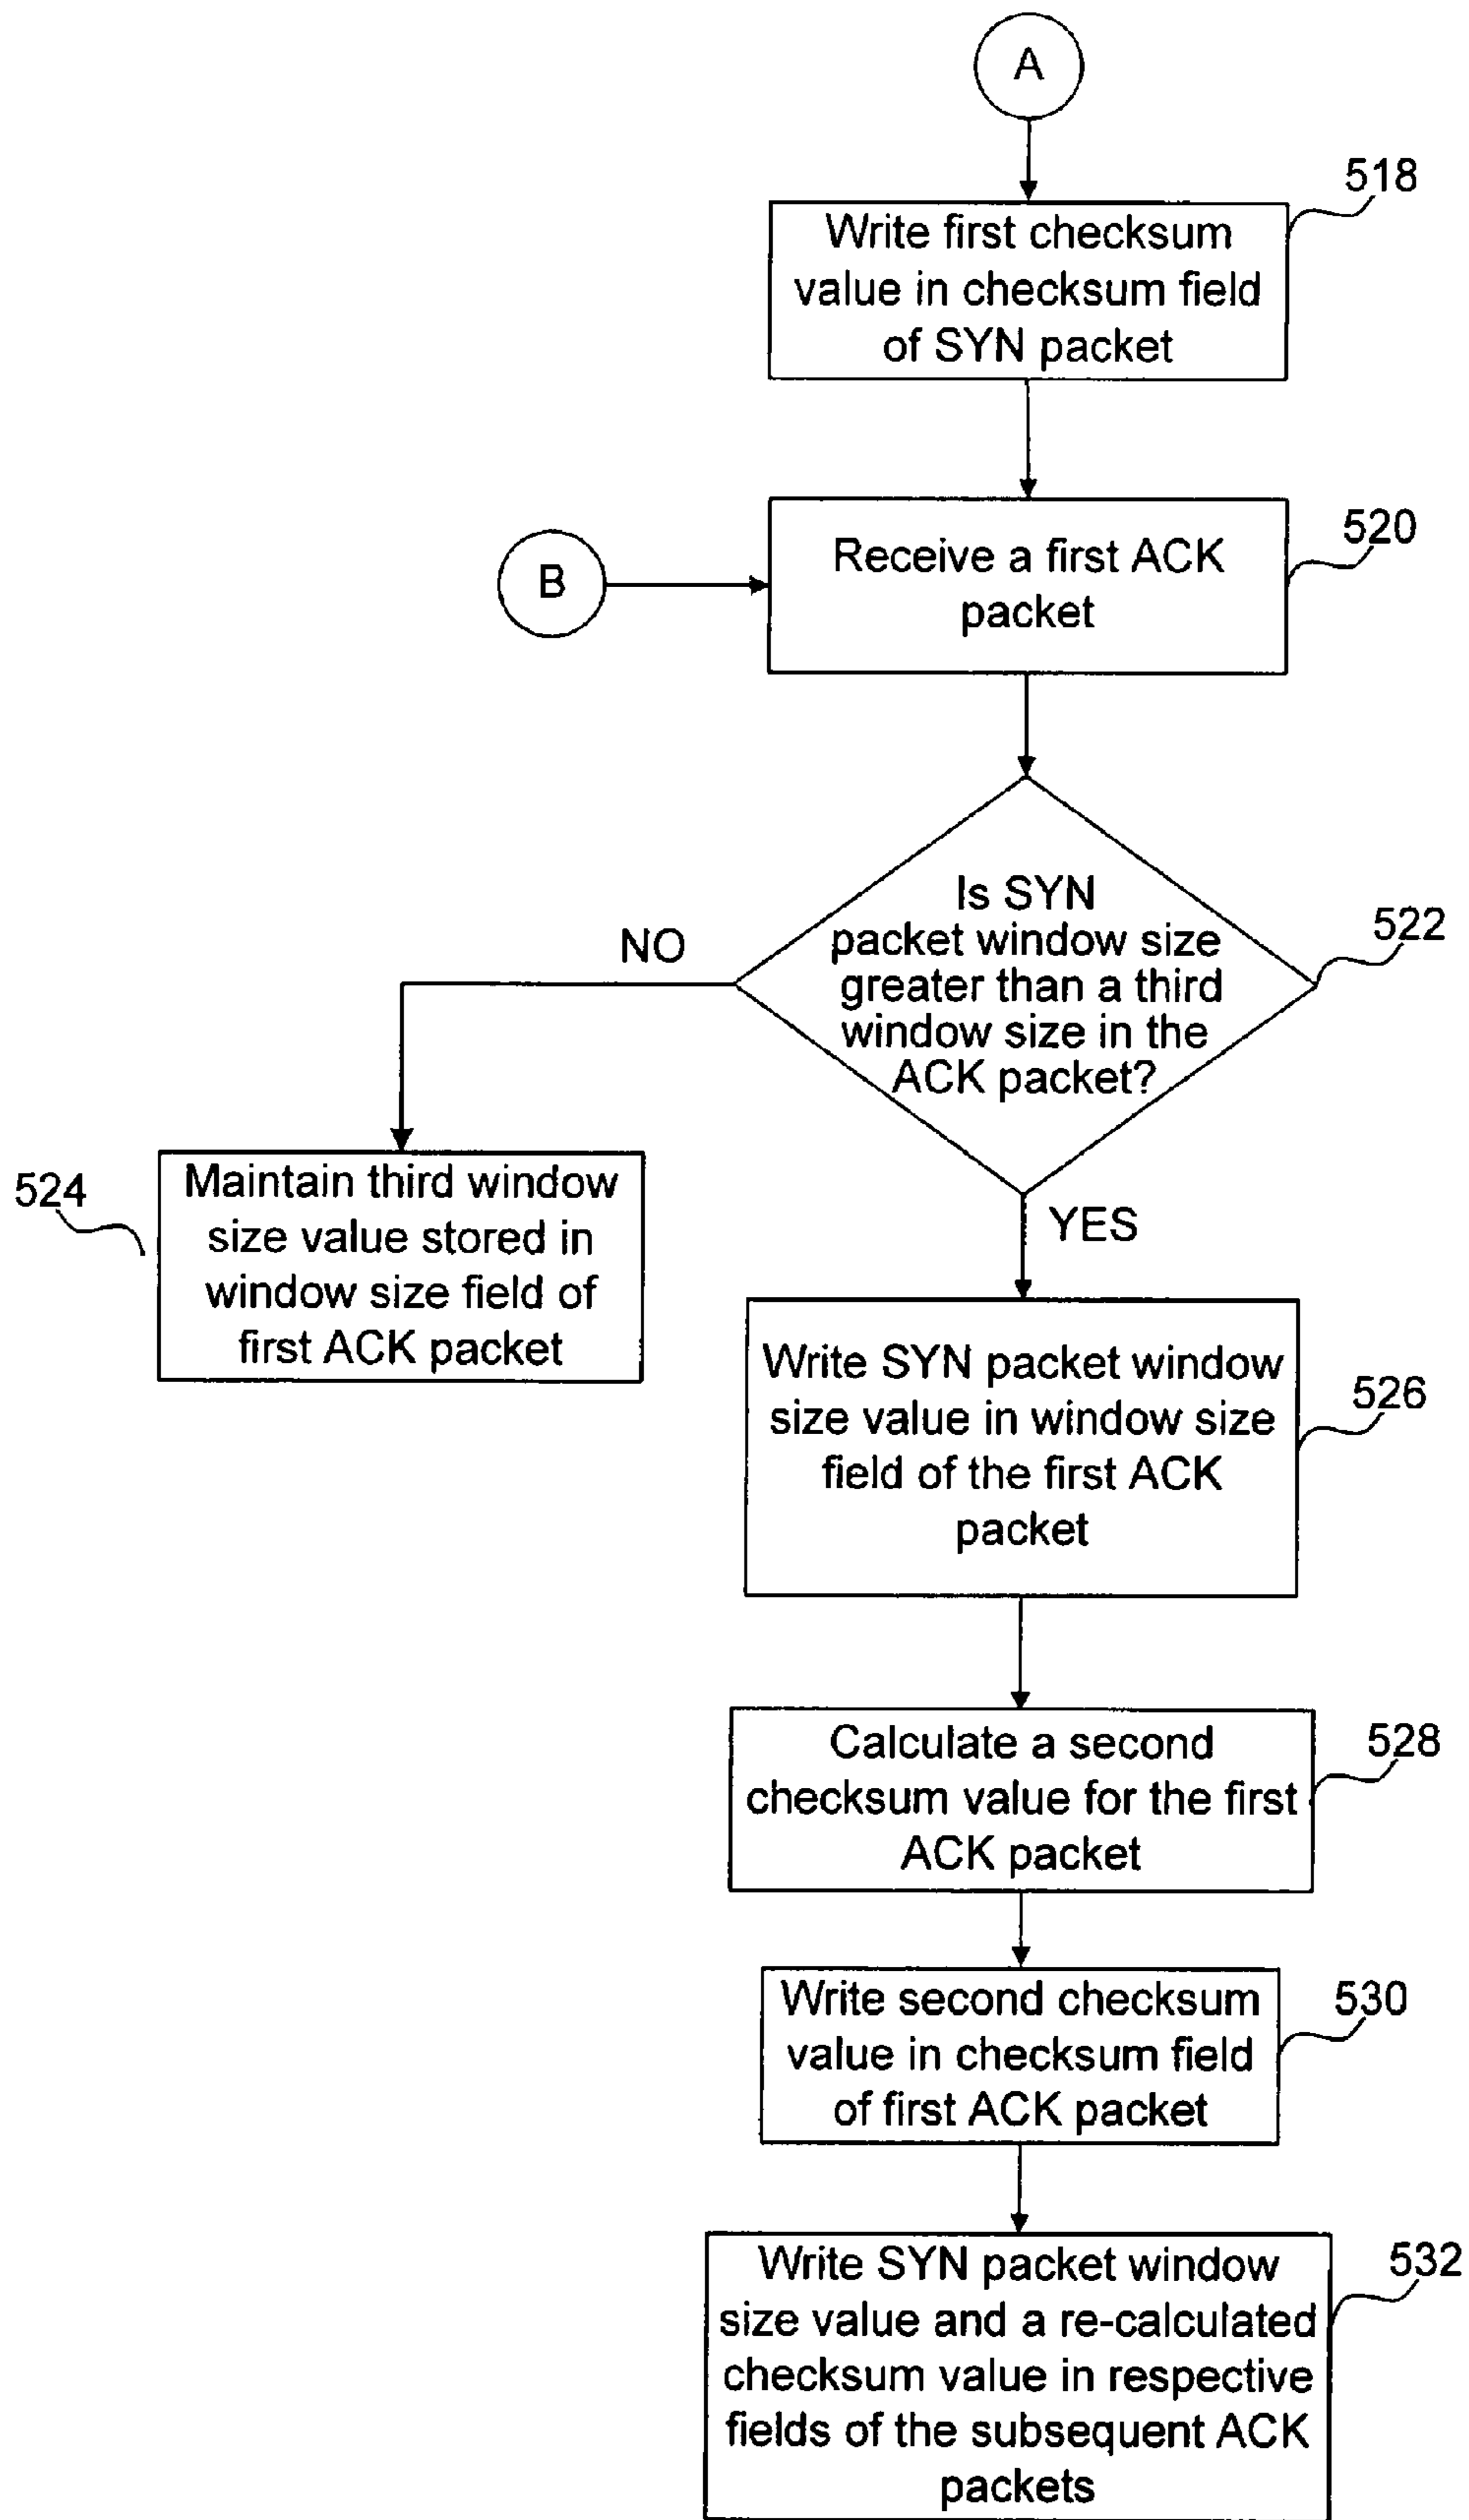 A
518
Write first checksum
value in checksum field
of SYN packet
520
B
Receive a first ACK
packet
522
Is SYN
packet window size
greater than a third
window size in the
ACK packet?
NO
YES
524
Maintain third window
size value stored in
window size field of
first ACK packet
526
Write SYN packet window
size value in window size
field of the first ACK
packet
528
Calculate a second
checksum value for the first
ACK packet
530
Write second checksum
value in checksum field
of first ACK packet
532
Write SYN packet window
size value and a re-calculated
checksum value in respective
fields of the subsequent ACK
packets